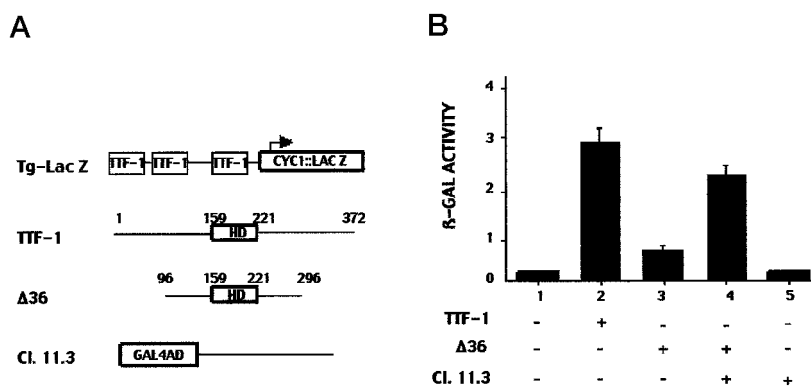 A
Tg-Lac Z TTF-1 TTF-1 TTF-1 CYC1::LAC Z
1 159 221 372
TTF-1 HD
96 159 221 296
Δ36 HD
Cl. 11.3 GAL4AD
B
ß-GAL ACTIVITY
4
3
2
1
0
1 2 3 4 5
TTF-1 - + - - -
Δ36 - - + + -
Cl. 11.3 - - - + +